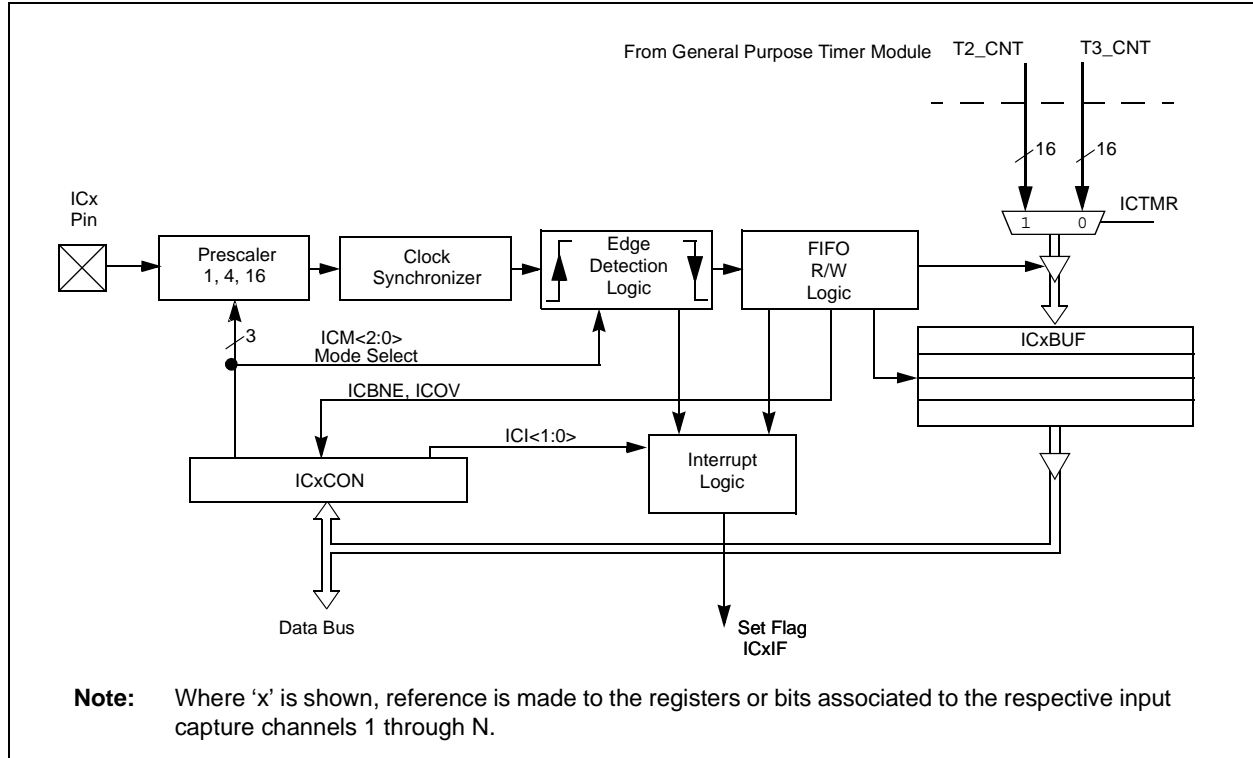 From General Purpose Timer Module
T2_CNT
T3_CNT
16
16
ICx
Pin
1
0
ICTMR
Prescaler
1, 4, 16
Clock
Synchronizer
Edge
Detection
Logic
FIFO
R/W
Logic
3
ICM<2:0>
Mode Select
ICxBUF
ICBNE, ICOV
ICI<1:0>
Interrupt
Logic
ICxCON
Data Bus
Set Flag
ICxIF
Note: Where ‘x’ is shown, reference is made to the registers or bits associated to the respective input
capture channels 1 through N.